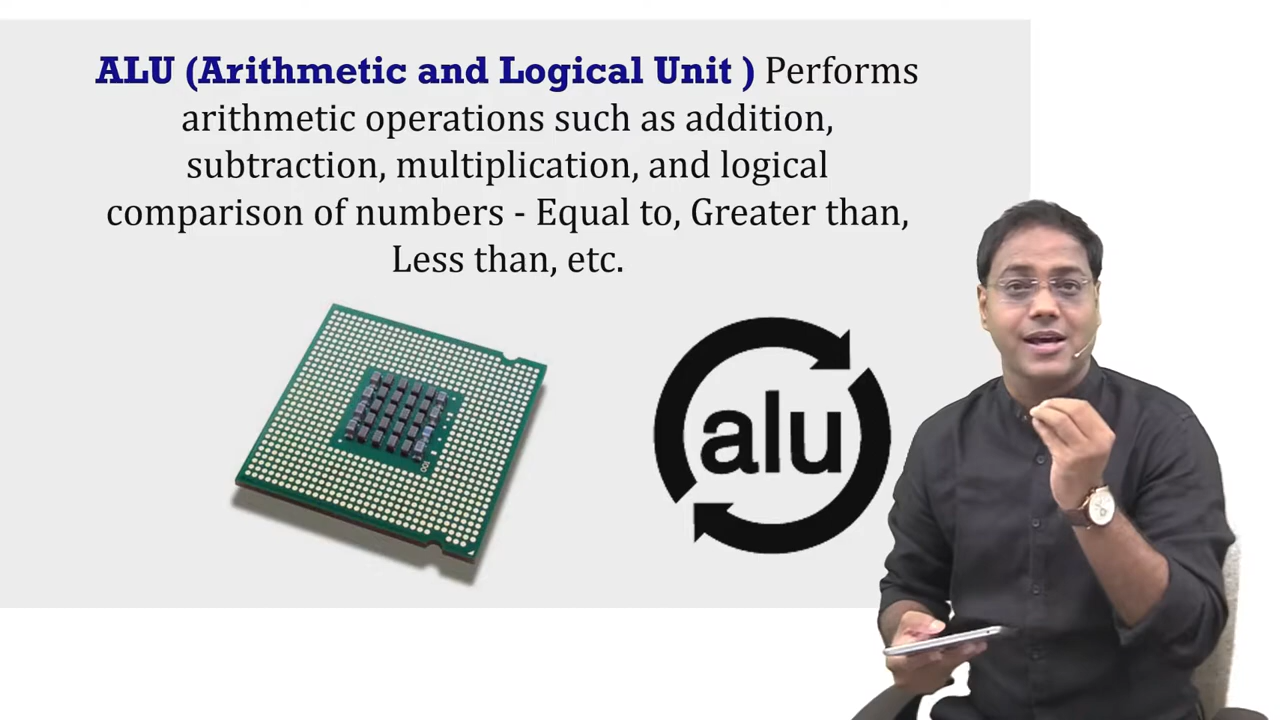 ALU (Arithmetic and Logical Unit ) Performs
arithmetic operations such as addition,
subtraction, multiplication, and logical
comparison of numbers - Equal to, Greater than,
Less than, etc.
alu